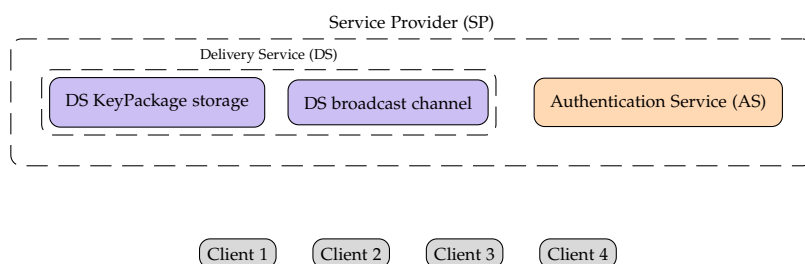 Service Provider (SP)
Delivery Service (DS)
DS KeyPackage storage
DS broadcast channel
Authentication Service (AS)
Client 1
Client 2
Client 3
Client 4